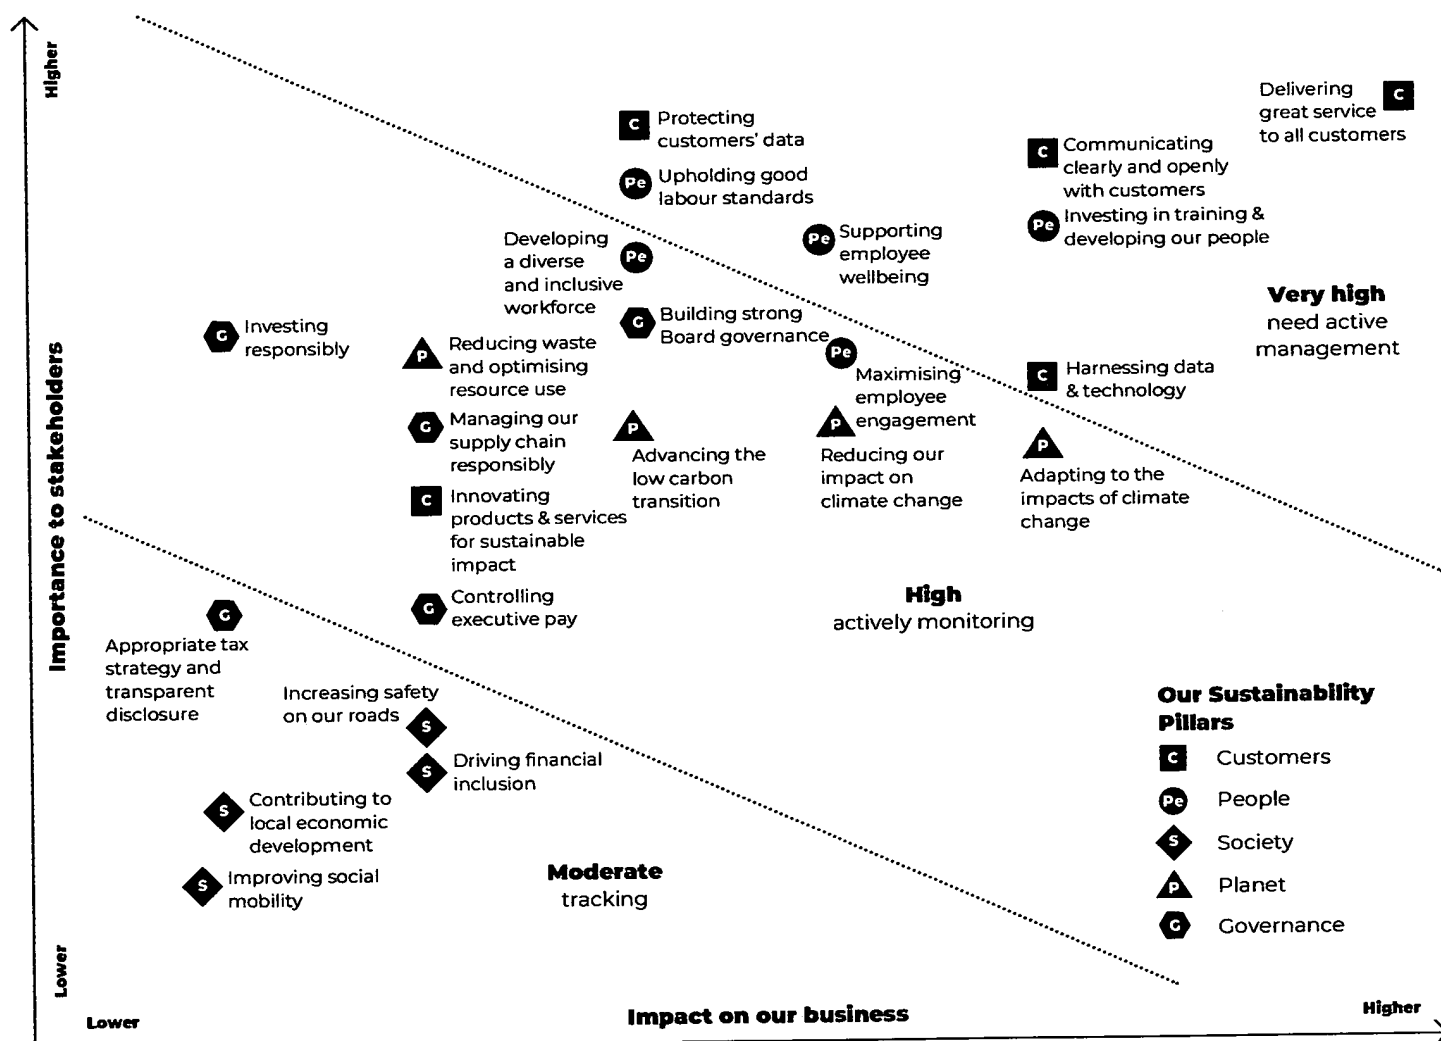 Higher
Importance to stakeholders
Lower
C
Protecting
customers' data
Pe
Upholding good
labour standards
Delivering
great service
to all customers
C
C
Communicating
clearly and openly
with customers
Pe
Investing in training &
developing our people
Developing
a diverse
and inclusive
workforce
Pe
Pe
Supporting
employee
wellbeing
Very high
need active
management
G
Investing
responsibly
G
Building strong
Board governance
P
Reducing waste
and optimising
resource use
Pe
Maximising
employee
engagement
C
Harnessing data
& technology
G
Managing our
supply chain
responsibly
P
Advancing the
low carbon
transition
P
Reducing our
impact on
climate change
P
Adapting to the
impacts of climate
change
C
Innovating
products & services
for sustainable
impact
G
Controlling
executive pay
High
actively monitoring
G
Appropriate tax
strategy and
transparent
disclosure
Increasing safety
on our roads
S
S
Driving financial
inclusion
S
Contributing to
local economic
development
S
Improving social
mobility
Moderate
tracking
Our Sustainability
Pillars
C Customers
Pe People
S Society
P Planet
G Governance
Lower
Impact on our business
Higher